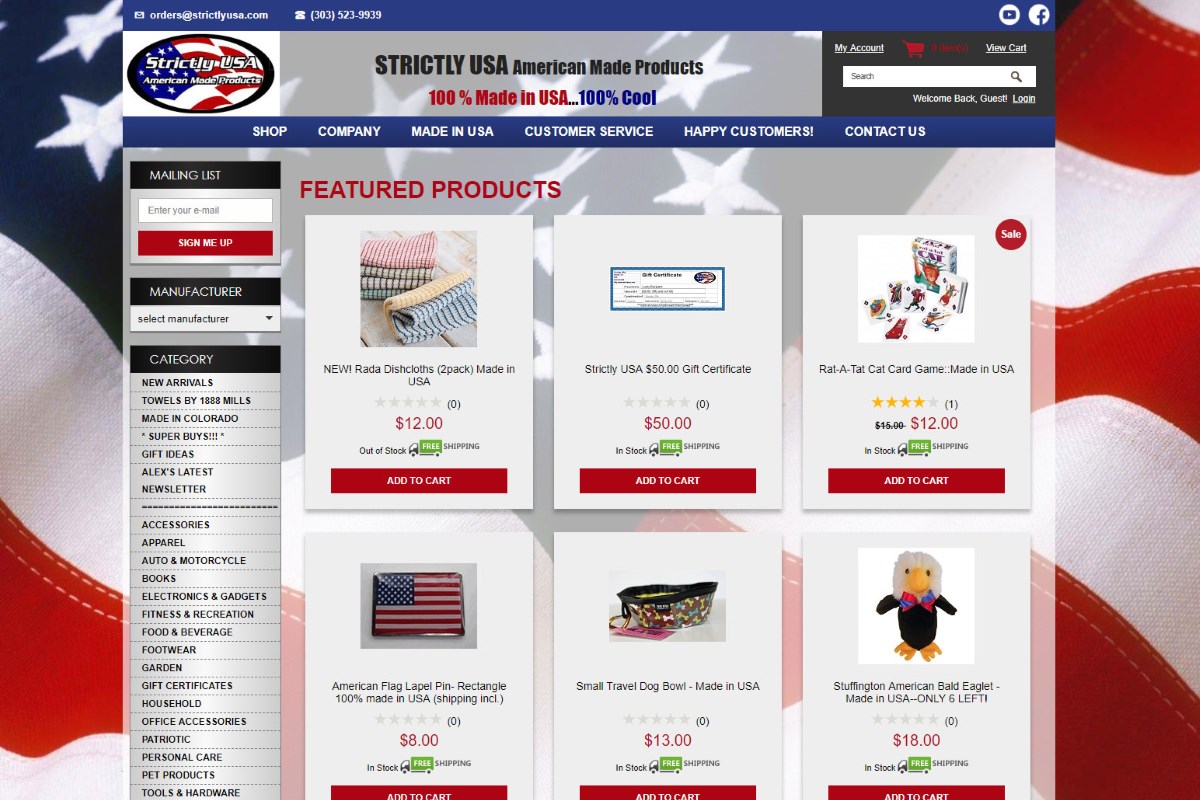 orders@strictlyusa.com
(303) 523-9939
Strictly USA
American Made Products
STRICTLY USA American Made Products
100 % Made in USA...100% Cool
My Account
0 item(s)
View Cart
Search
Welcome Back, Guest! Login
SHOP
COMPANY
MADE IN USA
CUSTOMER SERVICE
HAPPY CUSTOMERS!
CONTACT US
MAILING LIST
Enter your e-mail
SIGN ME UP
MANUFACTURER
select manufacturer
CATEGORY
NEW ARRIVALS
TOWELS BY 1888 MILLS
MADE IN COLORADO
* SUPER BUYS!!! *
GIFT IDEAS
ALEX'S LATEST
NEWSLETTER
=========================
ACCESSORIES
APPAREL
AUTO & MOTORCYCLE
BOOKS
ELECTRONICS & GADGETS
FITNESS & RECREATION
FOOD & BEVERAGE
FOOTWEAR
GARDEN
GIFT CERTIFICATES
HOUSEHOLD
OFFICE ACCESSORIES
PATRIOTIC
PERSONAL CARE
PET PRODUCTS
TOOLS & HARDWARE
FEATURED PRODUCTS
NEW! Rada Dishcloths (2pack) Made in
USA
(0)
$12.00
Out of Stock FREE SHIPPING
ADD TO CART
Gift Certificate
Strictly USA $50.00 Gift Certificate
(0)
$50.00
In Stock FREE SHIPPING
ADD TO CART
Sale
CAT
Rat-A-Tat Cat Card Game::Made in USA
(1)
$15.00 $12.00
In Stock FREE SHIPPING
ADD TO CART
American Flag Lapel Pin- Rectangle
100% made in USA (shipping incl.)
(0)
$8.00
In Stock FREE SHIPPING
ADD TO CART
Small Travel Dog Bowl - Made in USA
(0)
$13.00
In Stock FREE SHIPPING
ADD TO CART
Stuffington American Bald Eaglet -
Made in USA--ONLY 6 LEFT!
(0)
$18.00
In Stock FREE SHIPPING
ADD TO CART